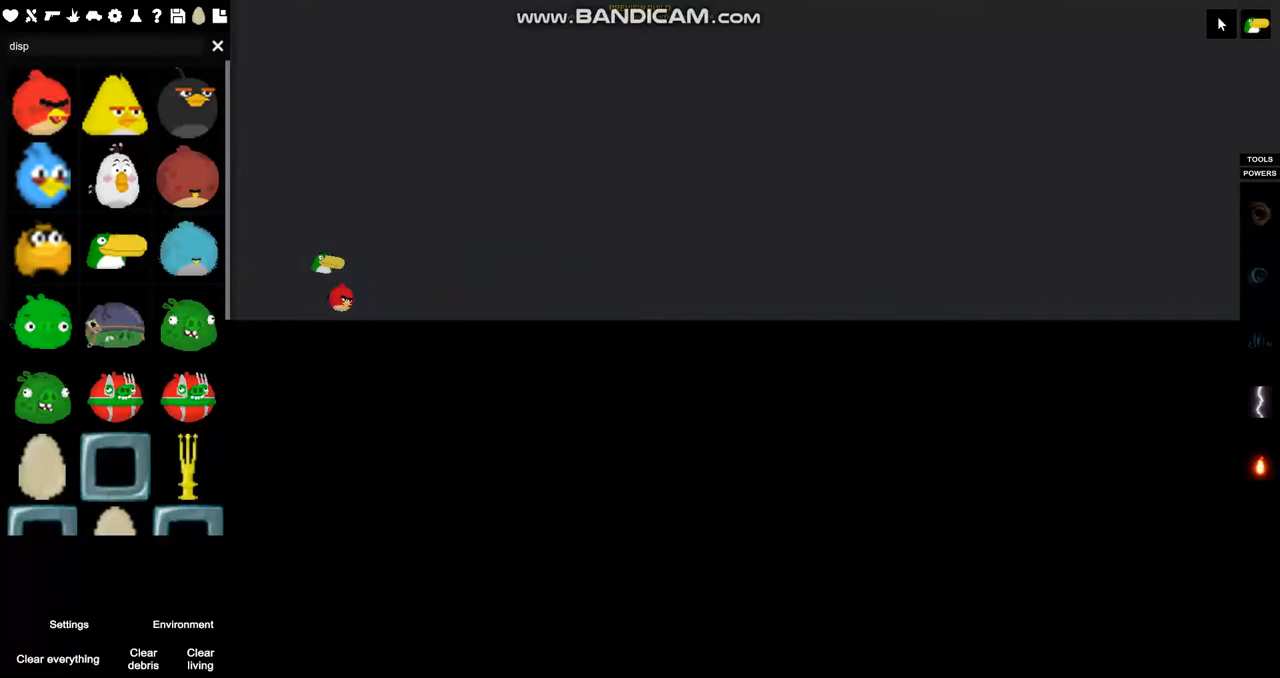 www.BANDICAM.com
disp
TOOLS
POWERS
Settings
Environment
Clear everything
Clear debris
Clear living